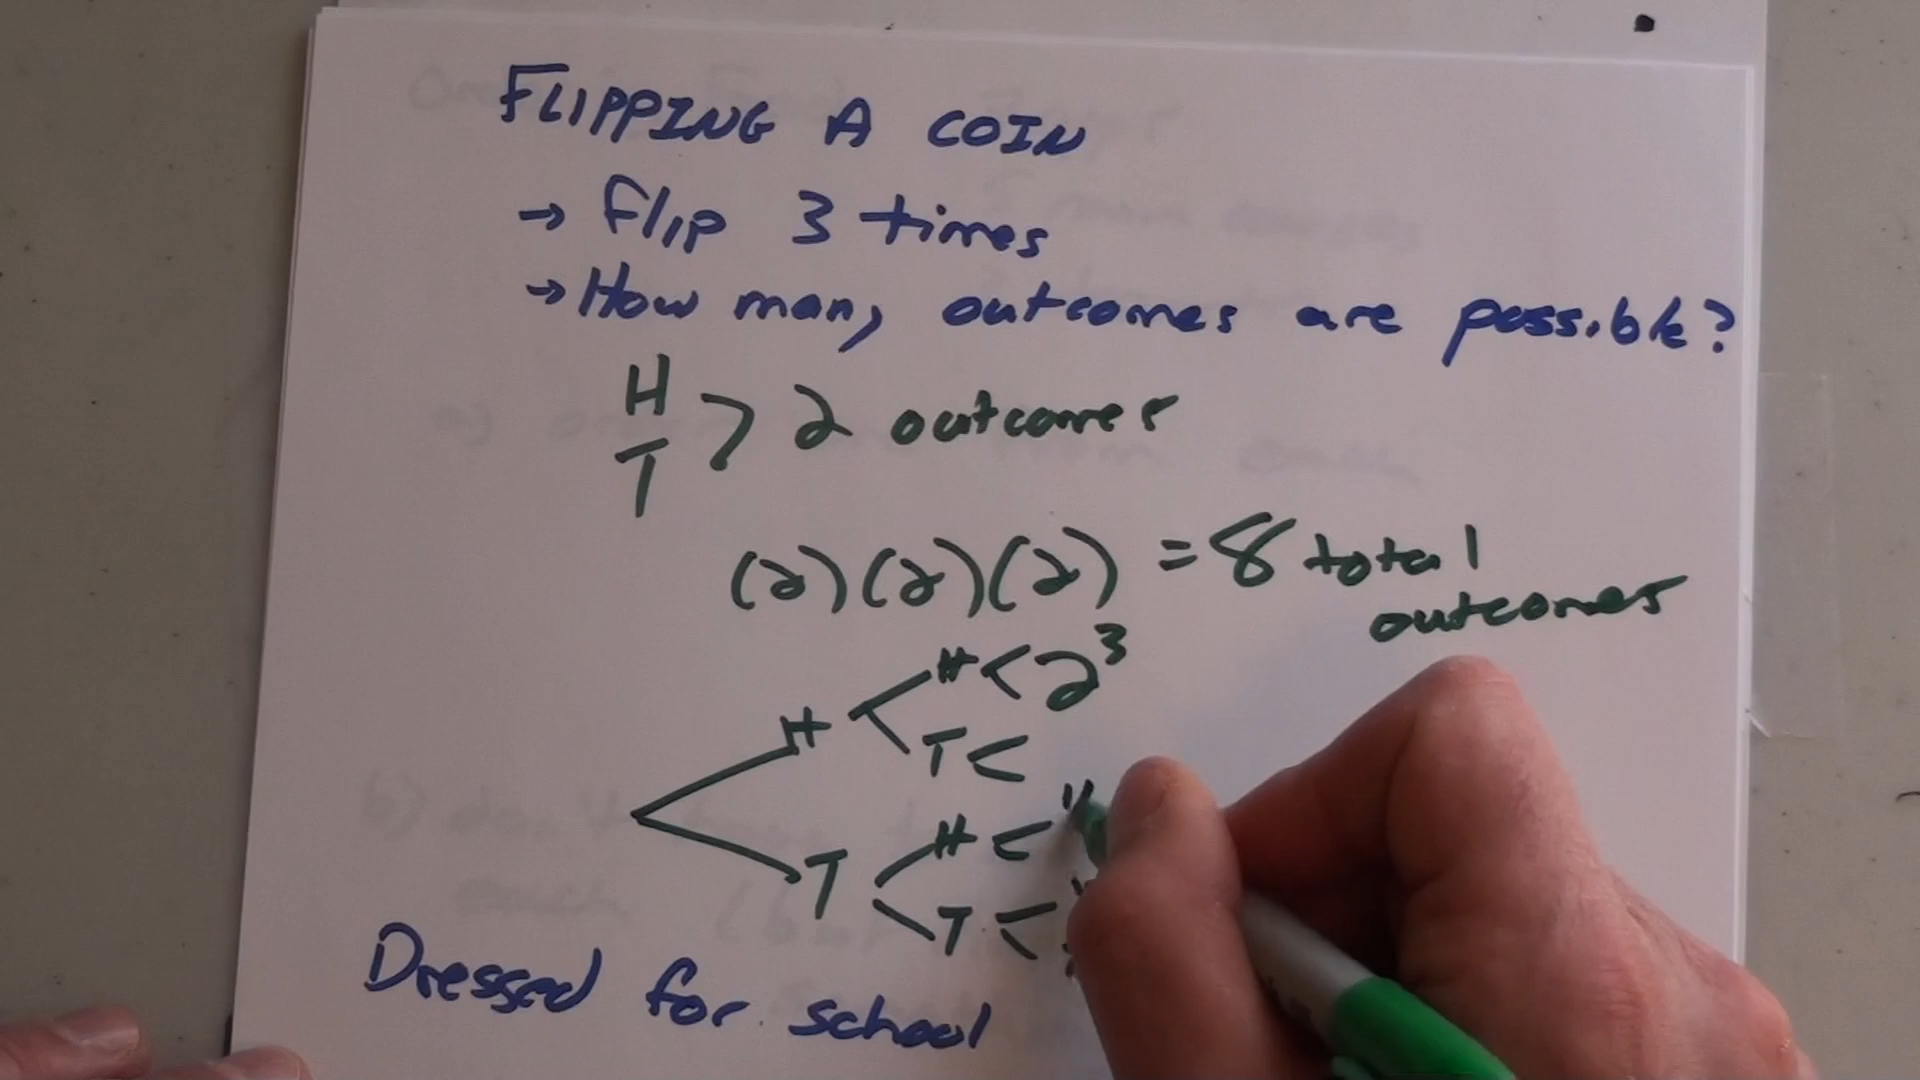 FLIPPING A COIN
→ flip 3 times
→ How many outcomes are possible?
H
T > 2 outcomes
(2)(2)(2) = 8 total
outcomes
H < 2³
H
T <
H < H
T
T <
Dressed for school